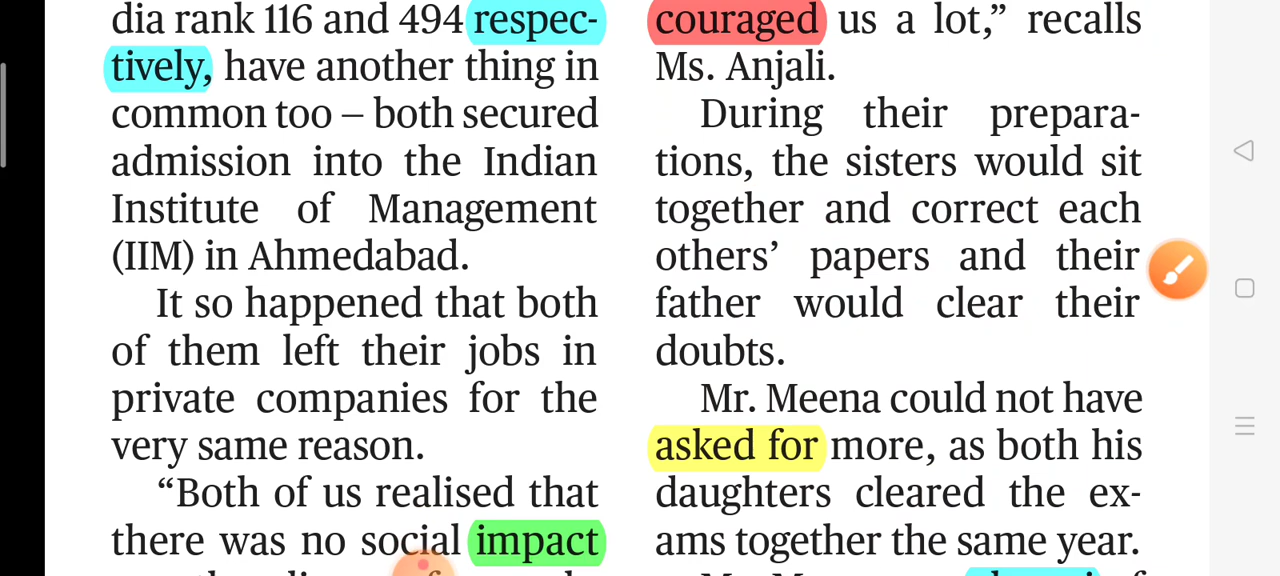 dia rank 116 and 494 respec-
tively, have another thing in
common too – both secured
admission into the Indian
Institute of Management
(IIM) in Ahmedabad.
It so happened that both
of them left their jobs in
private companies for the
very same reason.
“Both of us realised that
there was no social impact
couraged us a lot,” recalls
Ms. Anjali.
During their prepara-
tions, the sisters would sit
together and correct each
others’ papers and their
father would clear their
doubts.
Mr. Meena could not have
asked for more, as both his
daughters cleared the ex-
ams together the same year.